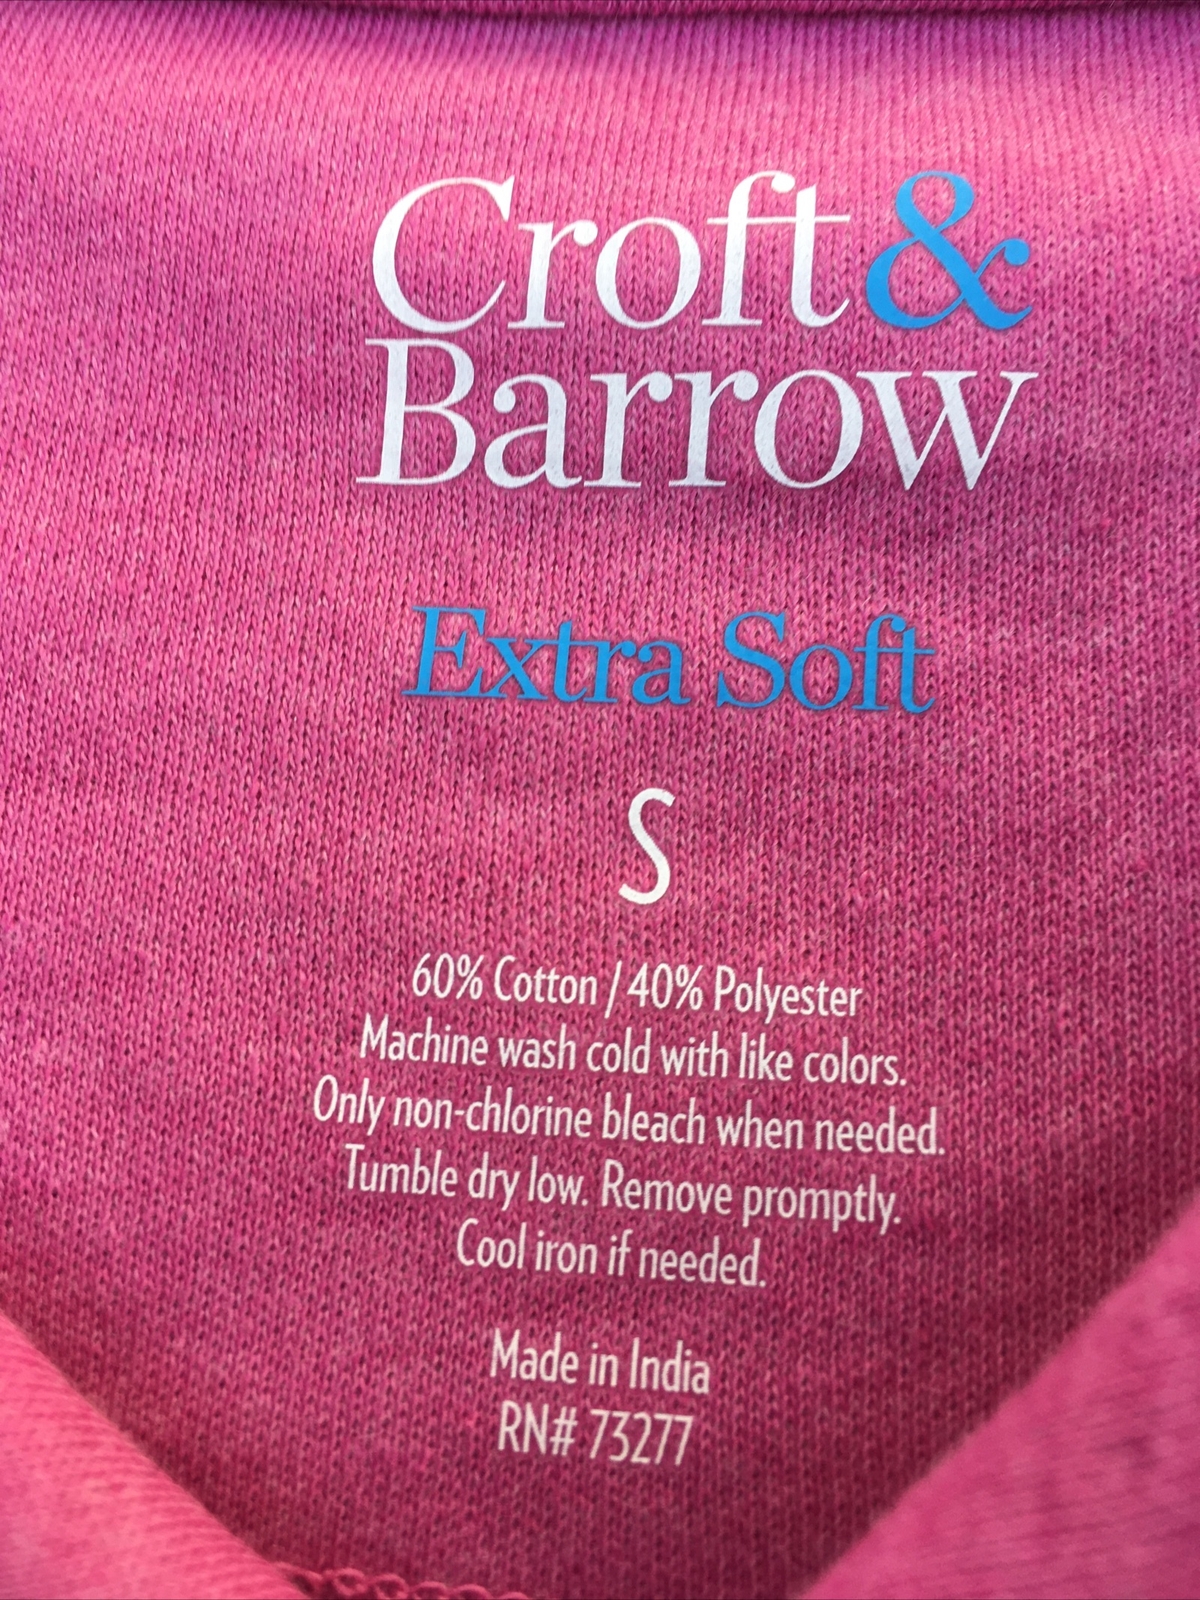 Croft &
Barrow
Extra Soft
S
60% Cotton / 40% Polyester
Machine wash cold with like colors.
Only non-chlorine bleach when needed.
Tumble dry low. Remove promptly.
Cool iron if needed.
Made in India
RN# 73277